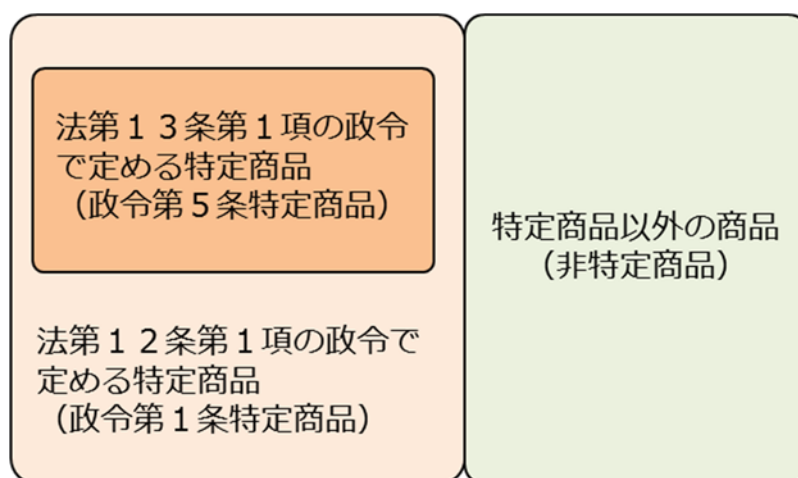 法第１３条第１項の政令
で定める特定商品
（政令第５条特定商品）
法第１２条第１項の政令で
定める特定商品
（政令第１条特定商品）
特定商品以外の商品
（非特定商品）